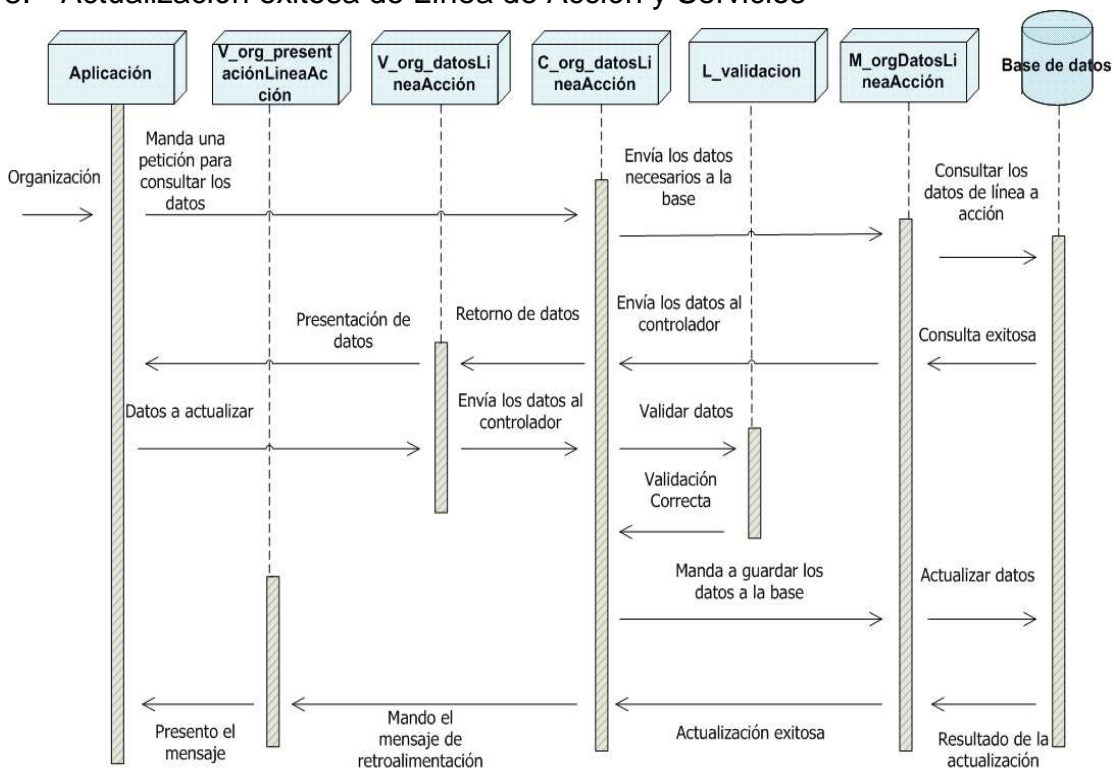 Actualización exitosa de Línea de Acción y Servicios
Aplicación
V_org_present
aciónLineaAc
ción
V_org_datosLi
neaAcción
C_org_datosLi
neaAcción
L_validacion
M_orgDatosLi
neaAcción
Base de datos
Organización
Manda una
petición para
consultar los
datos
Envía los datos
necesarios a la
base
Consultar los
datos de línea a
acción
Presentación de
datos
Retorno de datos
Envía los datos al
controlador
Consulta exitosa
Datos a actualizar
Envía los datos al
controlador
Validar datos
Validación
Correcta
Manda a guardar los
datos a la base
Actualizar datos
Presento el
mensaje
Mando el
mensaje de
retroalimentación
Actualización exitosa
Resultado de la
actualización